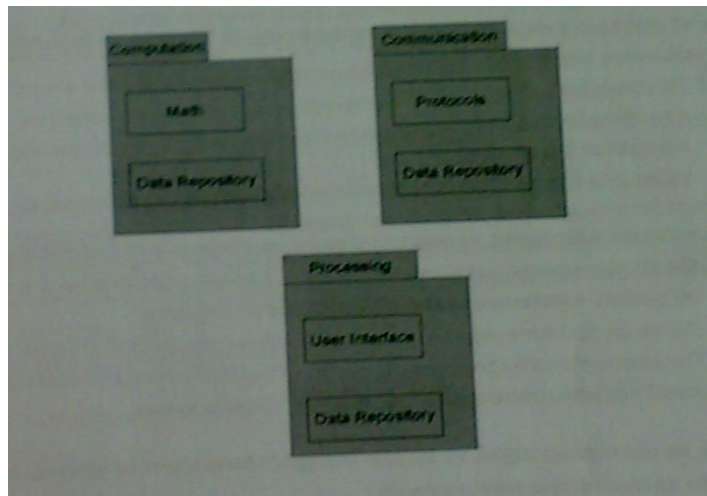 Computation
Math
Data Repository
Communication
Protocols
Data Repository
Processing
User Interface
Data Repository